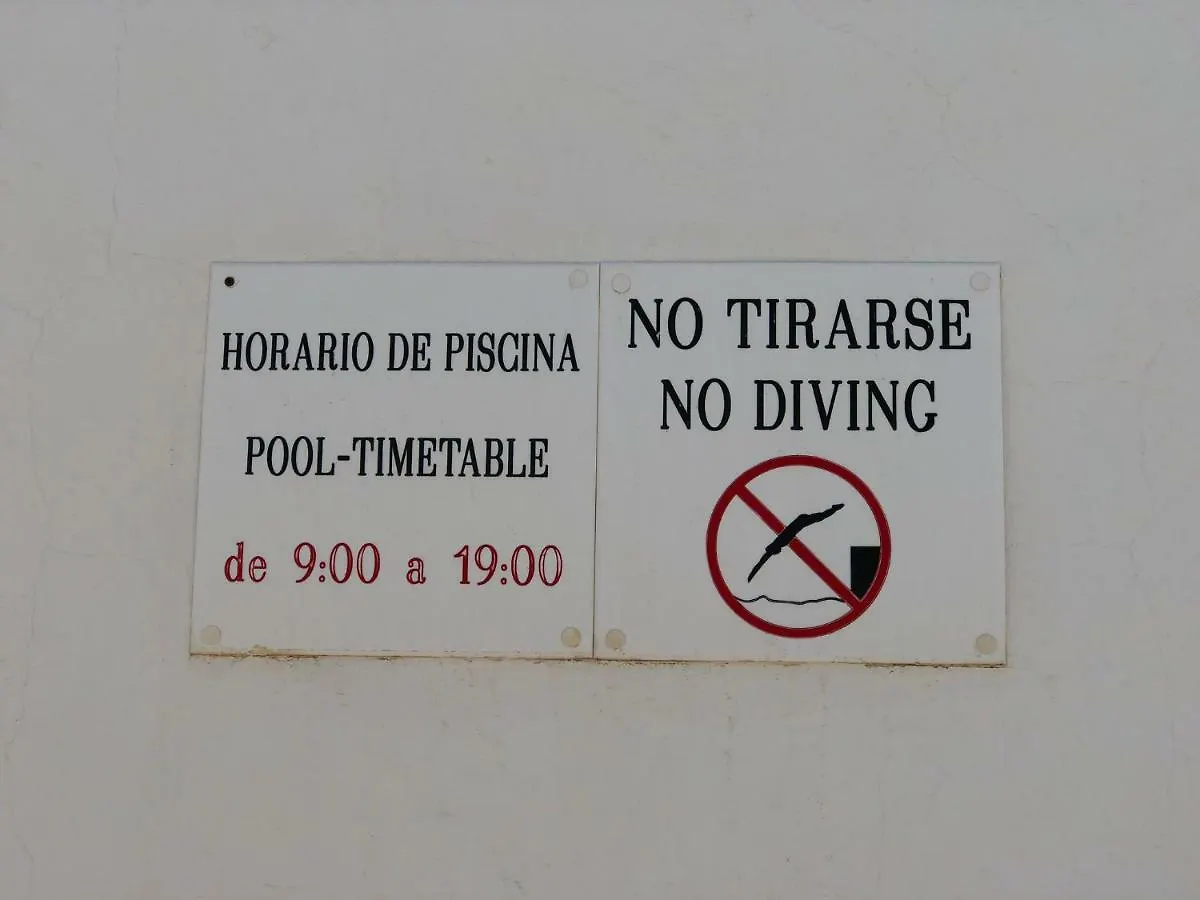 HORARIO DE PISCINA
POOL-TIMETABLE
de 9:00 a 19:00
NO TIRARSE
NO DIVING